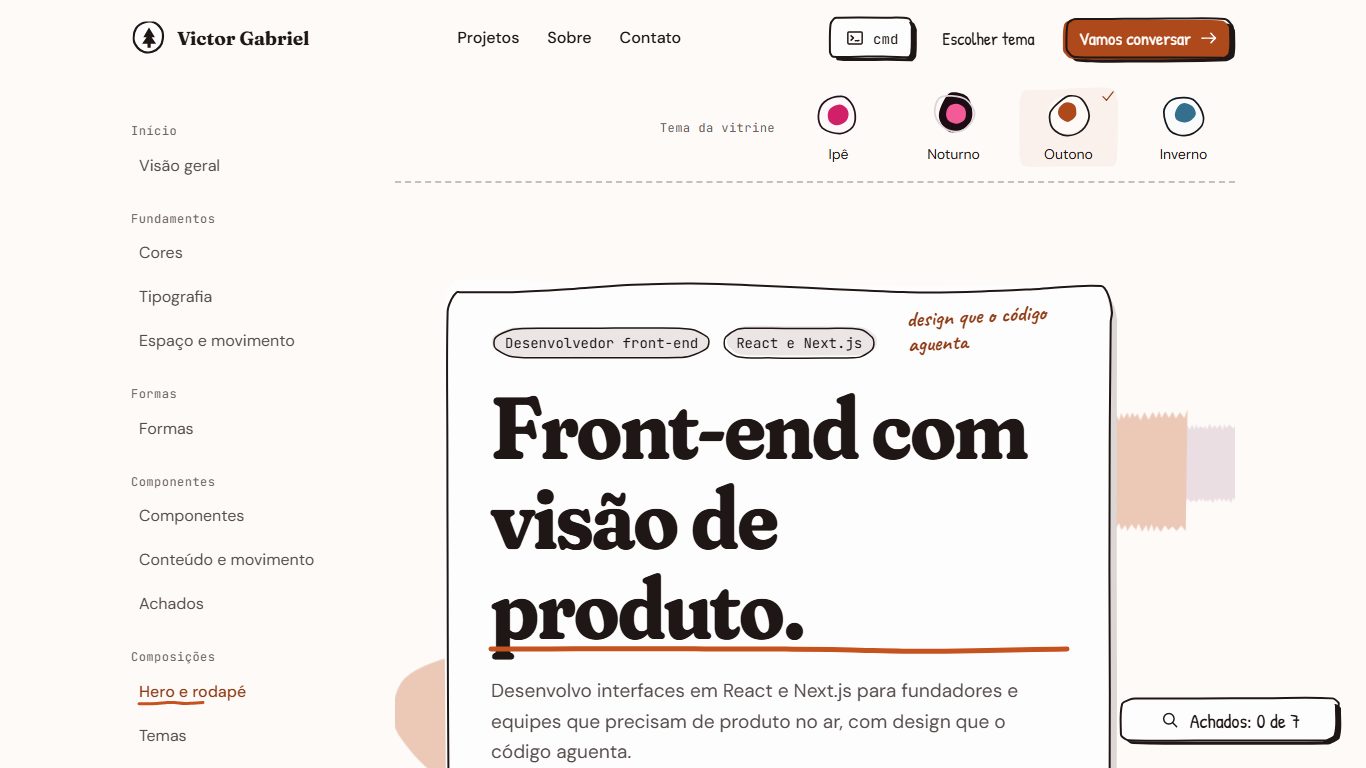 Victor Gabriel
Projetos
Sobre
Contato
cmd
Escolher tema
Vamos conversar
Tema da vitrine
Ipê
Noturno
Outono
Inverno
Início
Visão geral
Fundamentos
Cores
Tipografia
Espaço e movimento
Formas
Formas
Componentes
Componentes
Conteúdo e movimento
Achados
Composições
Hero e rodapé
Temas
Desenvolvedor front-end
React e Next.js
design que o código
aguenta
Front-end com
visão de
produto.
Desenvolvo interfaces em React e Next.js para fundadores e
equipes que precisam de produto no ar, com design que o
código aguenta.
Achados: 0 de 7